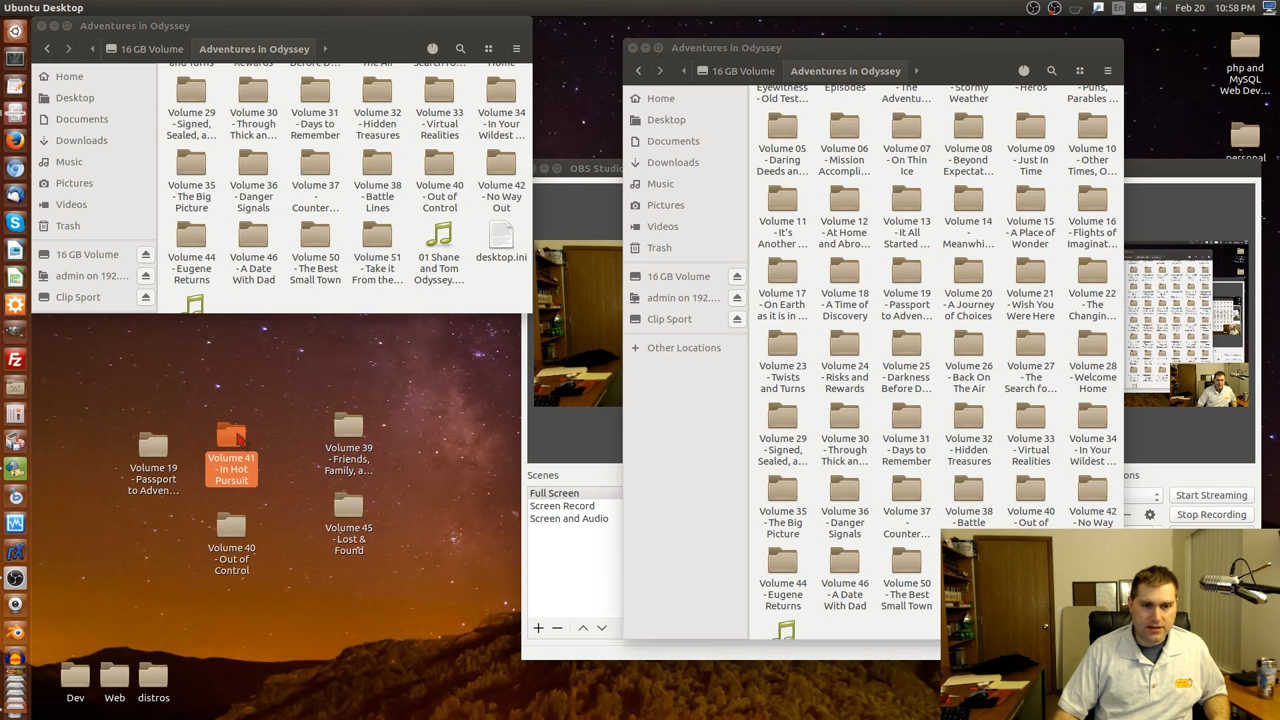 Ubuntu Desktop
En
Feb 20
10:58 PM
Adventures in Odyssey
16 GB Volume
Adventures in Odyssey
Home
Desktop
Documents
Downloads
Music
Pictures
Videos
Trash
16 GB Volume
admin on 192....
Clip Sport
Rewards
Before D...
The Air
Search fo...
Home
Volume 29
- Signed,
Sealed, a...
Volume 30
- Through
Thick an...
Volume 31
- Days to
Remember
Volume 32
- Hidden
Treasures
Volume 33
- Virtual
Realities
Volume 34
- In Your
Wildest ...
Volume 35
- The Big
Picture
Volume 36
- Danger
Signals
Volume 37
-
Counter...
Volume 38
- Battle
Lines
Volume 40
- Out of
Control
Volume 42
- No Way
Out
Volume 44
- Eugene
Returns
Volume 46
- A Date
With Dad
Volume 50
- The Best
Small Town
Volume 51
- Take it
From the...
01 Shane
and Tom
Odyssey....
desktop.ini
Volume 19
- Passport
to Adven...
Volume 41
- In Hot
Pursuit
Volume 39
- Friends,
Family, a...
Volume 40
- Out of
Control
Volume 45
- Lost &
Found
Dev
Web
distros
OBS Studio
Scenes
Full Screen
Screen Record
Screen and Audio
Adventures in Odyssey
16 GB Volume
Adventures in Odyssey
Home
Desktop
Documents
Downloads
Music
Pictures
Videos
Trash
16 GB Volume
admin on 192....
Clip Sport
Other Locations
Eyewitness
- Old Test...
Episodes
- The
Adventu...
- Stormy
Weather
- Heros
- Puns,
Parables ...
Volume 05
- Daring
Deeds an...
Volume 06
- Mission
Accompli...
Volume 07
- On Thin
Ice
Volume 08
- Beyond
Expectat...
Volume 09
- Just In
Time
Volume 10
- Other
Times, O...
Volume 11
- It's
Another ...
Volume 12
- At Home
and Abro...
Volume 13
- It All
Started ...
Volume 14
-
Meanwhi...
Volume 15
- A Place of
Wonder
Volume 16
- Flights of
Imaginat...
Volume 17
- On Earth
as it is in ...
Volume 18
- A Time of
Discovery
Volume 19
- Passport
to Adven...
Volume 20
- A Journey
of Choices
Volume 21
- Wish You
Were Here
Volume 22
- The
Changin...
Volume 23
- Twists
and Turns
Volume 24
- Risks and
Rewards
Volume 25
- Darkness
Before D...
Volume 26
- Back On
The Air
Volume 27
- The
Search fo...
Volume 28
- Welcome
Home
Volume 29
- Signed,
Sealed, a...
Volume 30
- Through
Thick an...
Volume 31
- Days to
Remember
Volume 32
- Hidden
Treasures
Volume 33
- Virtual
Realities
Volume 34
- In Your
Wildest ...
Volume 35
- The Big
Picture
Volume 36
- Danger
Signals
Volume 37
-
Counter...
Volume 38
- Battle
Volume 40
- Out of
Volume 42
- No Way
Volume 44
- Eugene
Returns
Volume 46
- A Date
With Dad
Volume 50
- The Best
Small Town
php and
MySQL
Web Dev...
personal
Start Streaming
Stop Recording